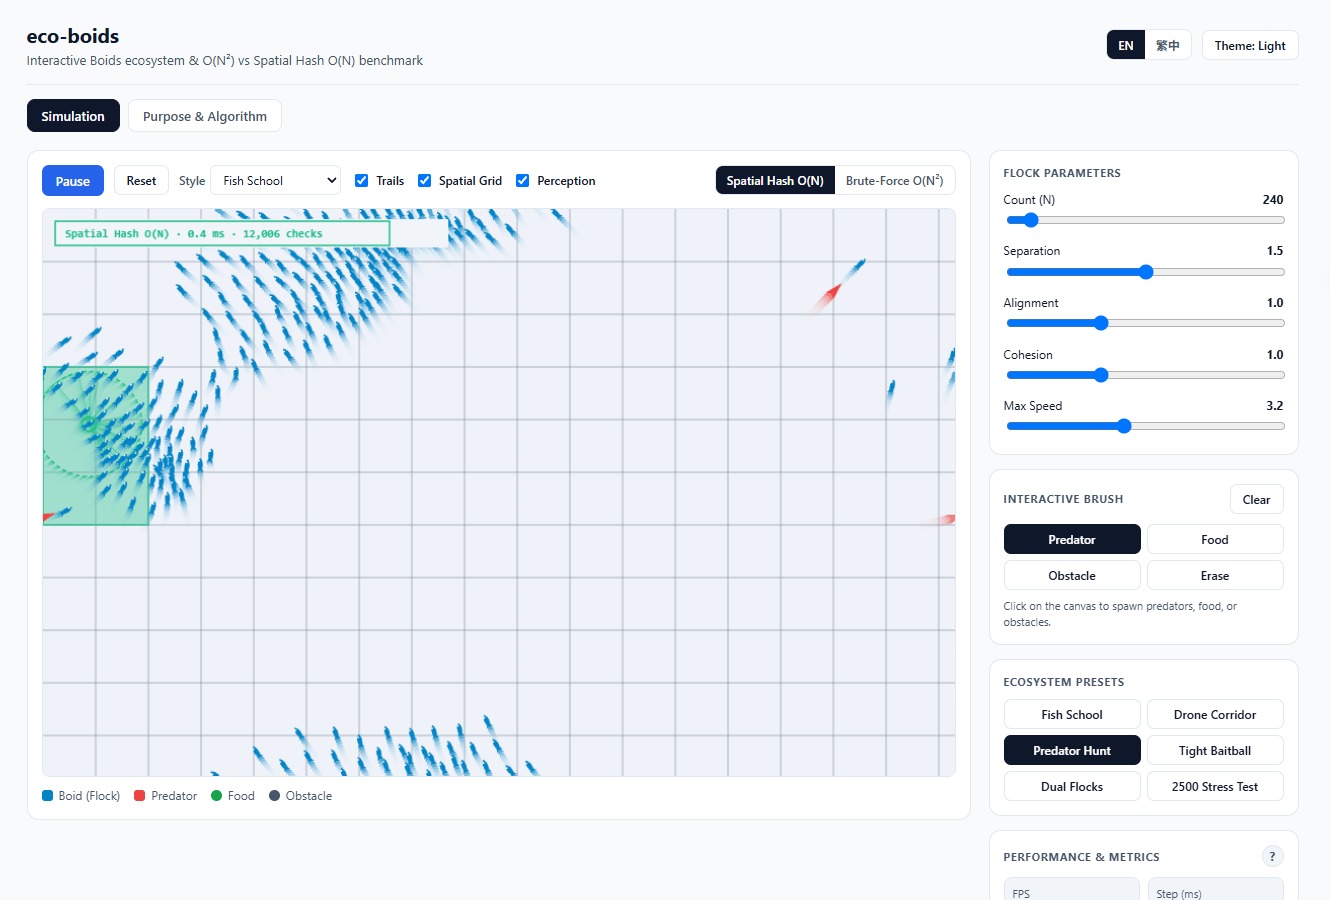 eco-boids
Interactive Boids ecosystem & O(N²) vs Spatial Hash O(N) benchmark
EN
繁中
Theme: Light
Simulation
Purpose & Algorithm
Pause
Reset
Style
Fish School
Trails
Spatial Grid
Perception
Spatial Hash O(N)
Brute-Force O(N²)
Spatial Hash O(N) · 0.4 ms · 12,006 checks
Boid (Flock)
Predator
Food
Obstacle
FLOCK PARAMETERS
Count (N) 240
Separation 1.5
Alignment 1.0
Cohesion 1.0
Max Speed 3.2
INTERACTIVE BRUSH
Clear
Predator
Food
Obstacle
Erase
Click on the canvas to spawn predators, food, or
obstacles.
ECOSYSTEM PRESETS
Fish School
Drone Corridor
Predator Hunt
Tight Baitball
Dual Flocks
2500 Stress Test
PERFORMANCE & METRICS
?
FPS
Step (ms)